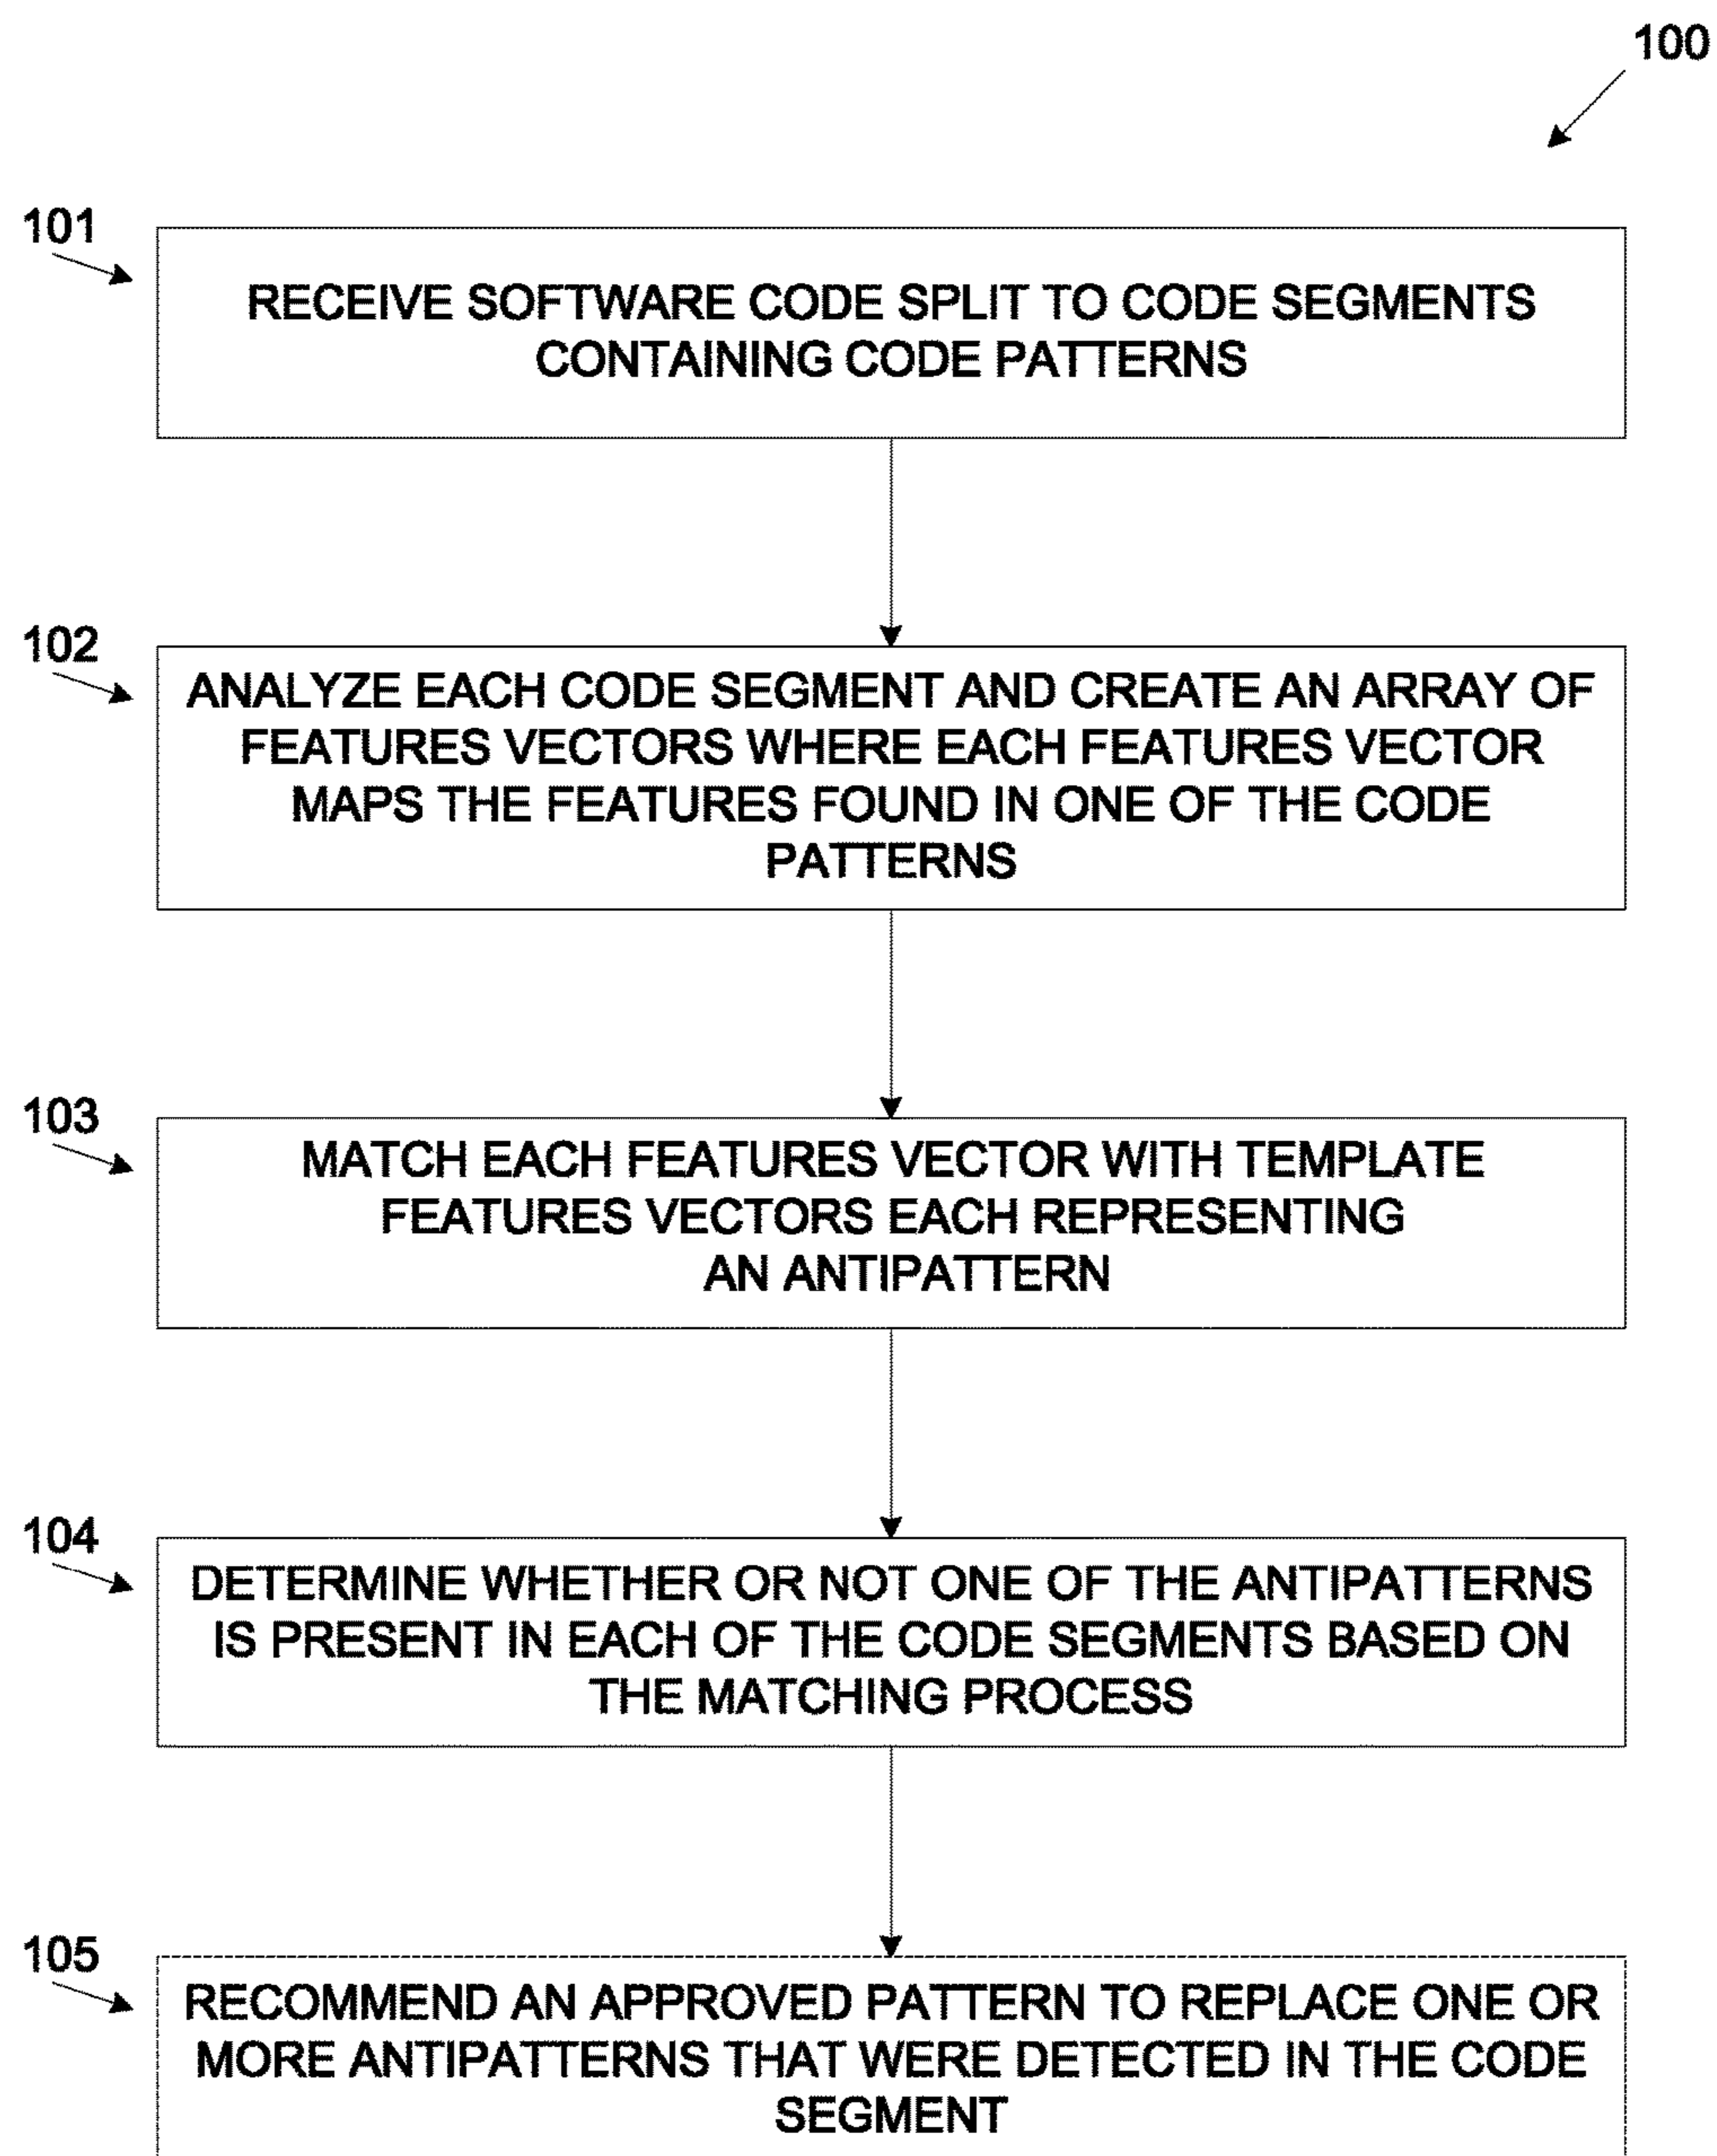 100
101
RECEIVE SOFTWARE CODE SPLIT TO CODE SEGMENTS
CONTAINING CODE PATTERNS
102
ANALYZE EACH CODE SEGMENT AND CREATE AN ARRAY OF
FEATURES VECTORS WHERE EACH FEATURES VECTOR
MAPS THE FEATURES FOUND IN ONE OF THE CODE
PATTERNS
103
MATCH EACH FEATURES VECTOR WITH TEMPLATE
FEATURES VECTORS EACH REPRESENTING
AN ANTIPATTERN
104
DETERMINE WHETHER OR NOT ONE OF THE ANTIPATTERNS
IS PRESENT IN EACH OF THE CODE SEGMENTS BASED ON
THE MATCHING PROCESS
105
RECOMMEND AN APPROVED PATTERN TO REPLACE ONE OR
MORE ANTIPATTERNS THAT WERE DETECTED IN THE CODE
SEGMENT